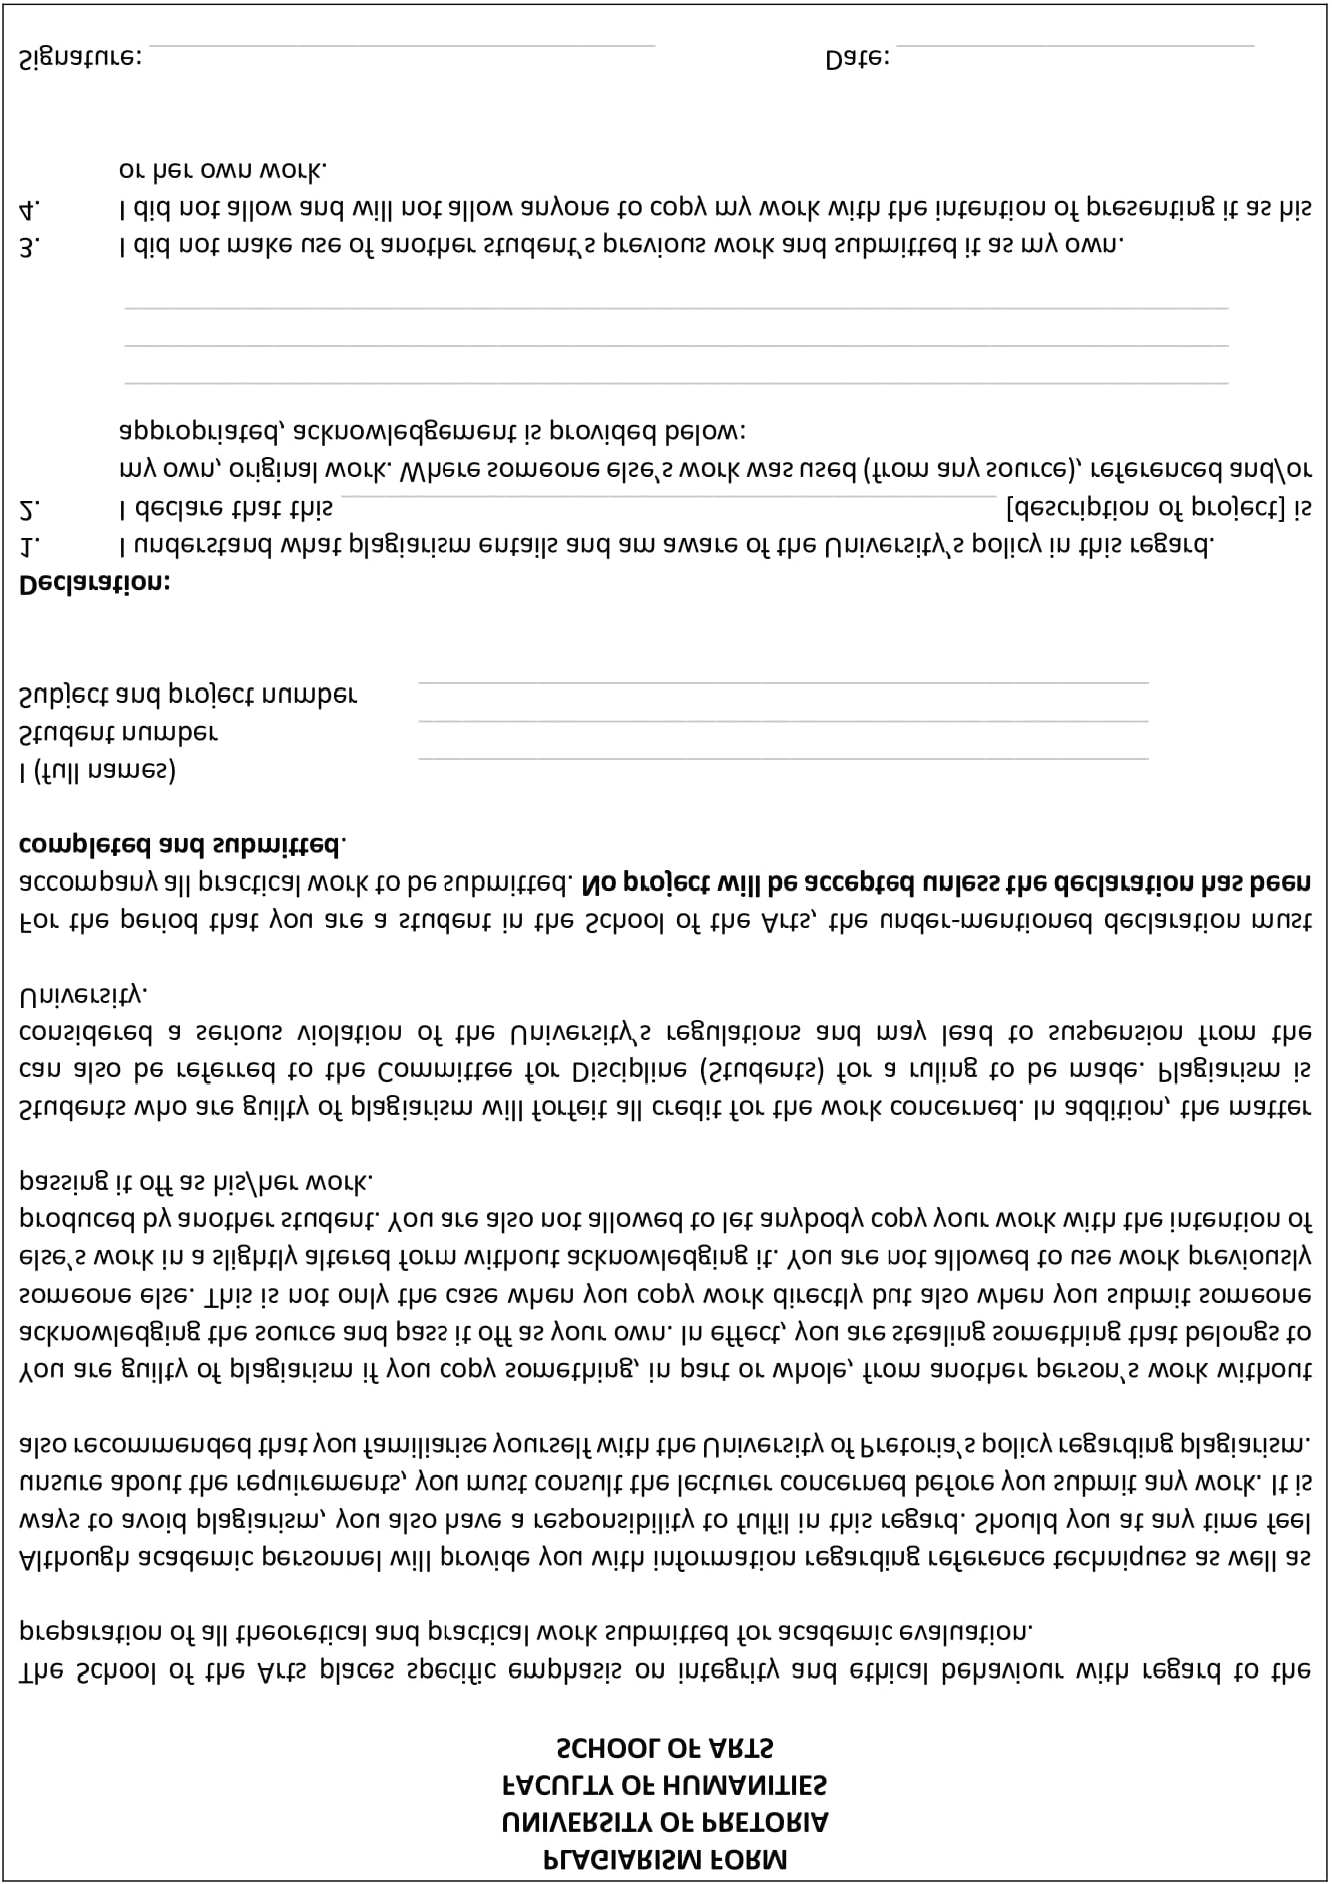 PLAGIARISM FORM
UNIVERSITY OF PRETORIA
FACULTY OF HUMANITIES
SCHOOL OF ARTS
The School of the Arts places specific emphasis on integrity and ethical behaviour with regard to the
preparation of all theoretical and practical work submitted for academic evaluation.
Although academic personnel will provide you with information regarding reference techniques as well as
ways to avoid plagiarism, you also have a responsibility to fulfil in this regard. Should you at any time feel
unsure about the requirements, you must consult the lecturer concerned before you submit any work. It is
also recommended that you familiarise yourself with the University of Pretoria's policy regarding plagiarism.
You are guilty of plagiarism if you copy something, in part or whole, from another person's work without
acknowledging the source and pass it off as your own. In effect, you are stealing something that belongs to
someone else. This is not only the case when you copy work directly but also when you submit someone
else's work in a slightly altered form without acknowledging it. You are not allowed to use work previously
produced by another student. You are also not allowed to let anybody copy your work with the intention of
passing it off as his/her work.
Students who are guilty of plagiarism will forfeit all credit for the work concerned. In addition, the matter
can also be referred to the Committee for Discipline (Students) for a ruling to be made. Plagiarism is
considered a serious violation of the University's regulations and may lead to suspension from the
University.
For the period that you are a student in the School of the Arts, the under-mentioned declaration must
accompany all practical work to be submitted. No project will be accepted unless the declaration has been
completed and submitted.
I (full names)
Student number
Subject and project number
Declaration:
1. I understand what plagiarism entails and am aware of the University's policy in this regard.
2. I declare that this [description of project] is
my own, original work. Where someone else's work was used (from any source), referenced and/or
appropriated, acknowledgement is provided below:
3. I did not make use of another student's previous work and submitted it as my own.
4. I did not allow and will not allow anyone to copy my work with the intention of presenting it as his
or her own work.
Signature: Date: